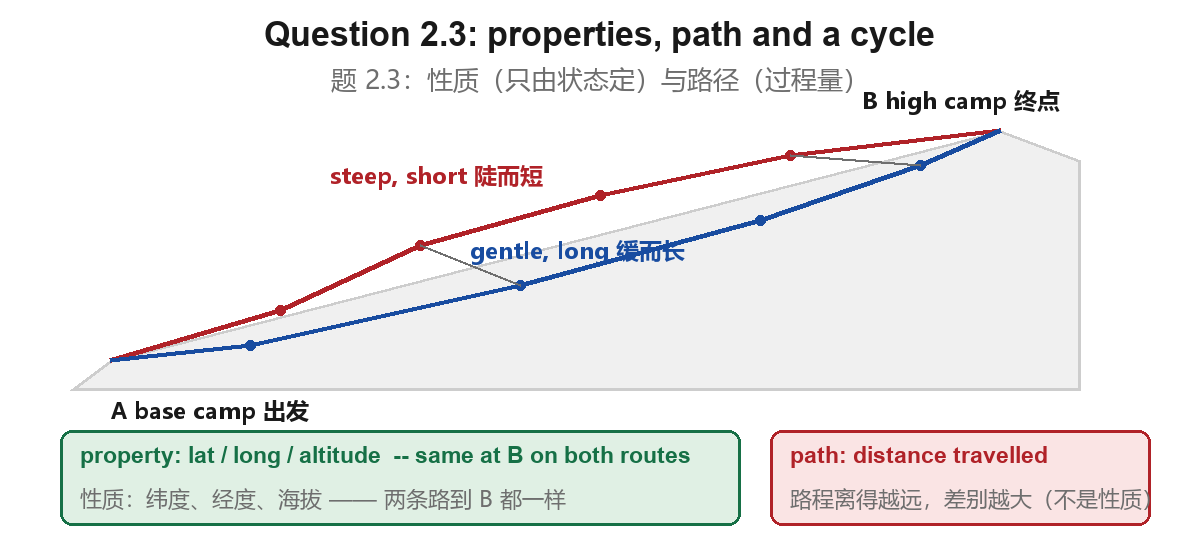 Question 2.3: properties, path and a cycle
题 2.3：性质（只由状态定）与路径（过程量）
B high camp 终点
steep, short 陡而短
gentle, long 缓而长
A base camp 出发
property: lat / long / altitude  -- same at B on both routes
性质：纬度、经度、海拔 —— 两条路到 B 都一样
path: distance travelled
路程离得越远，差别越大（不是性质）